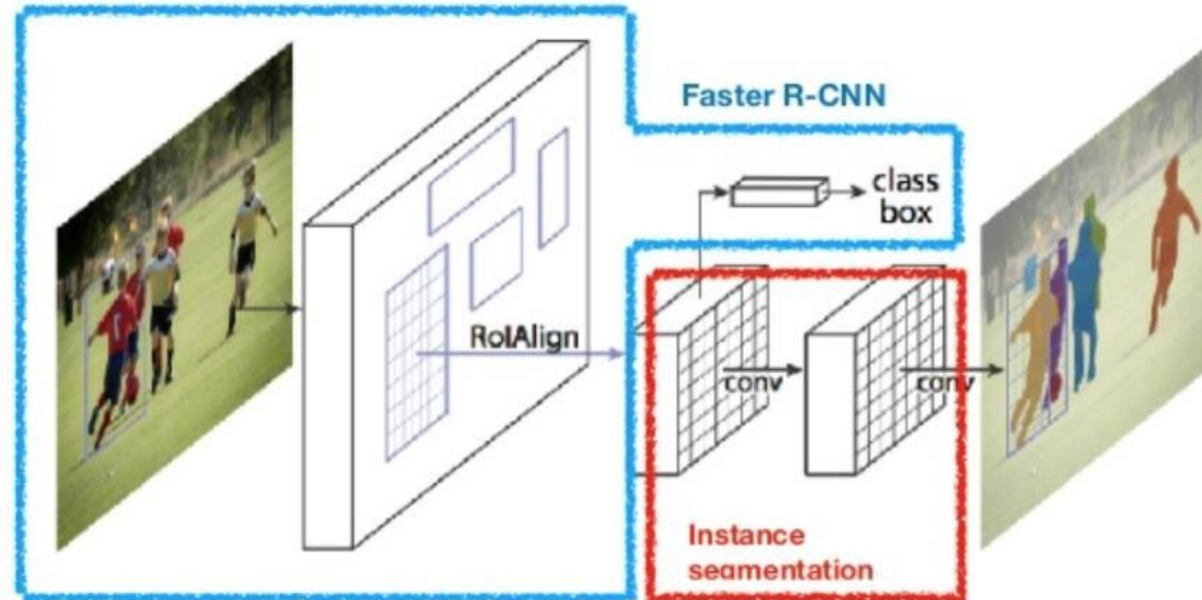 Faster R-CNN
class
box
RoIAlign
conv
conv
Instance
segmentation